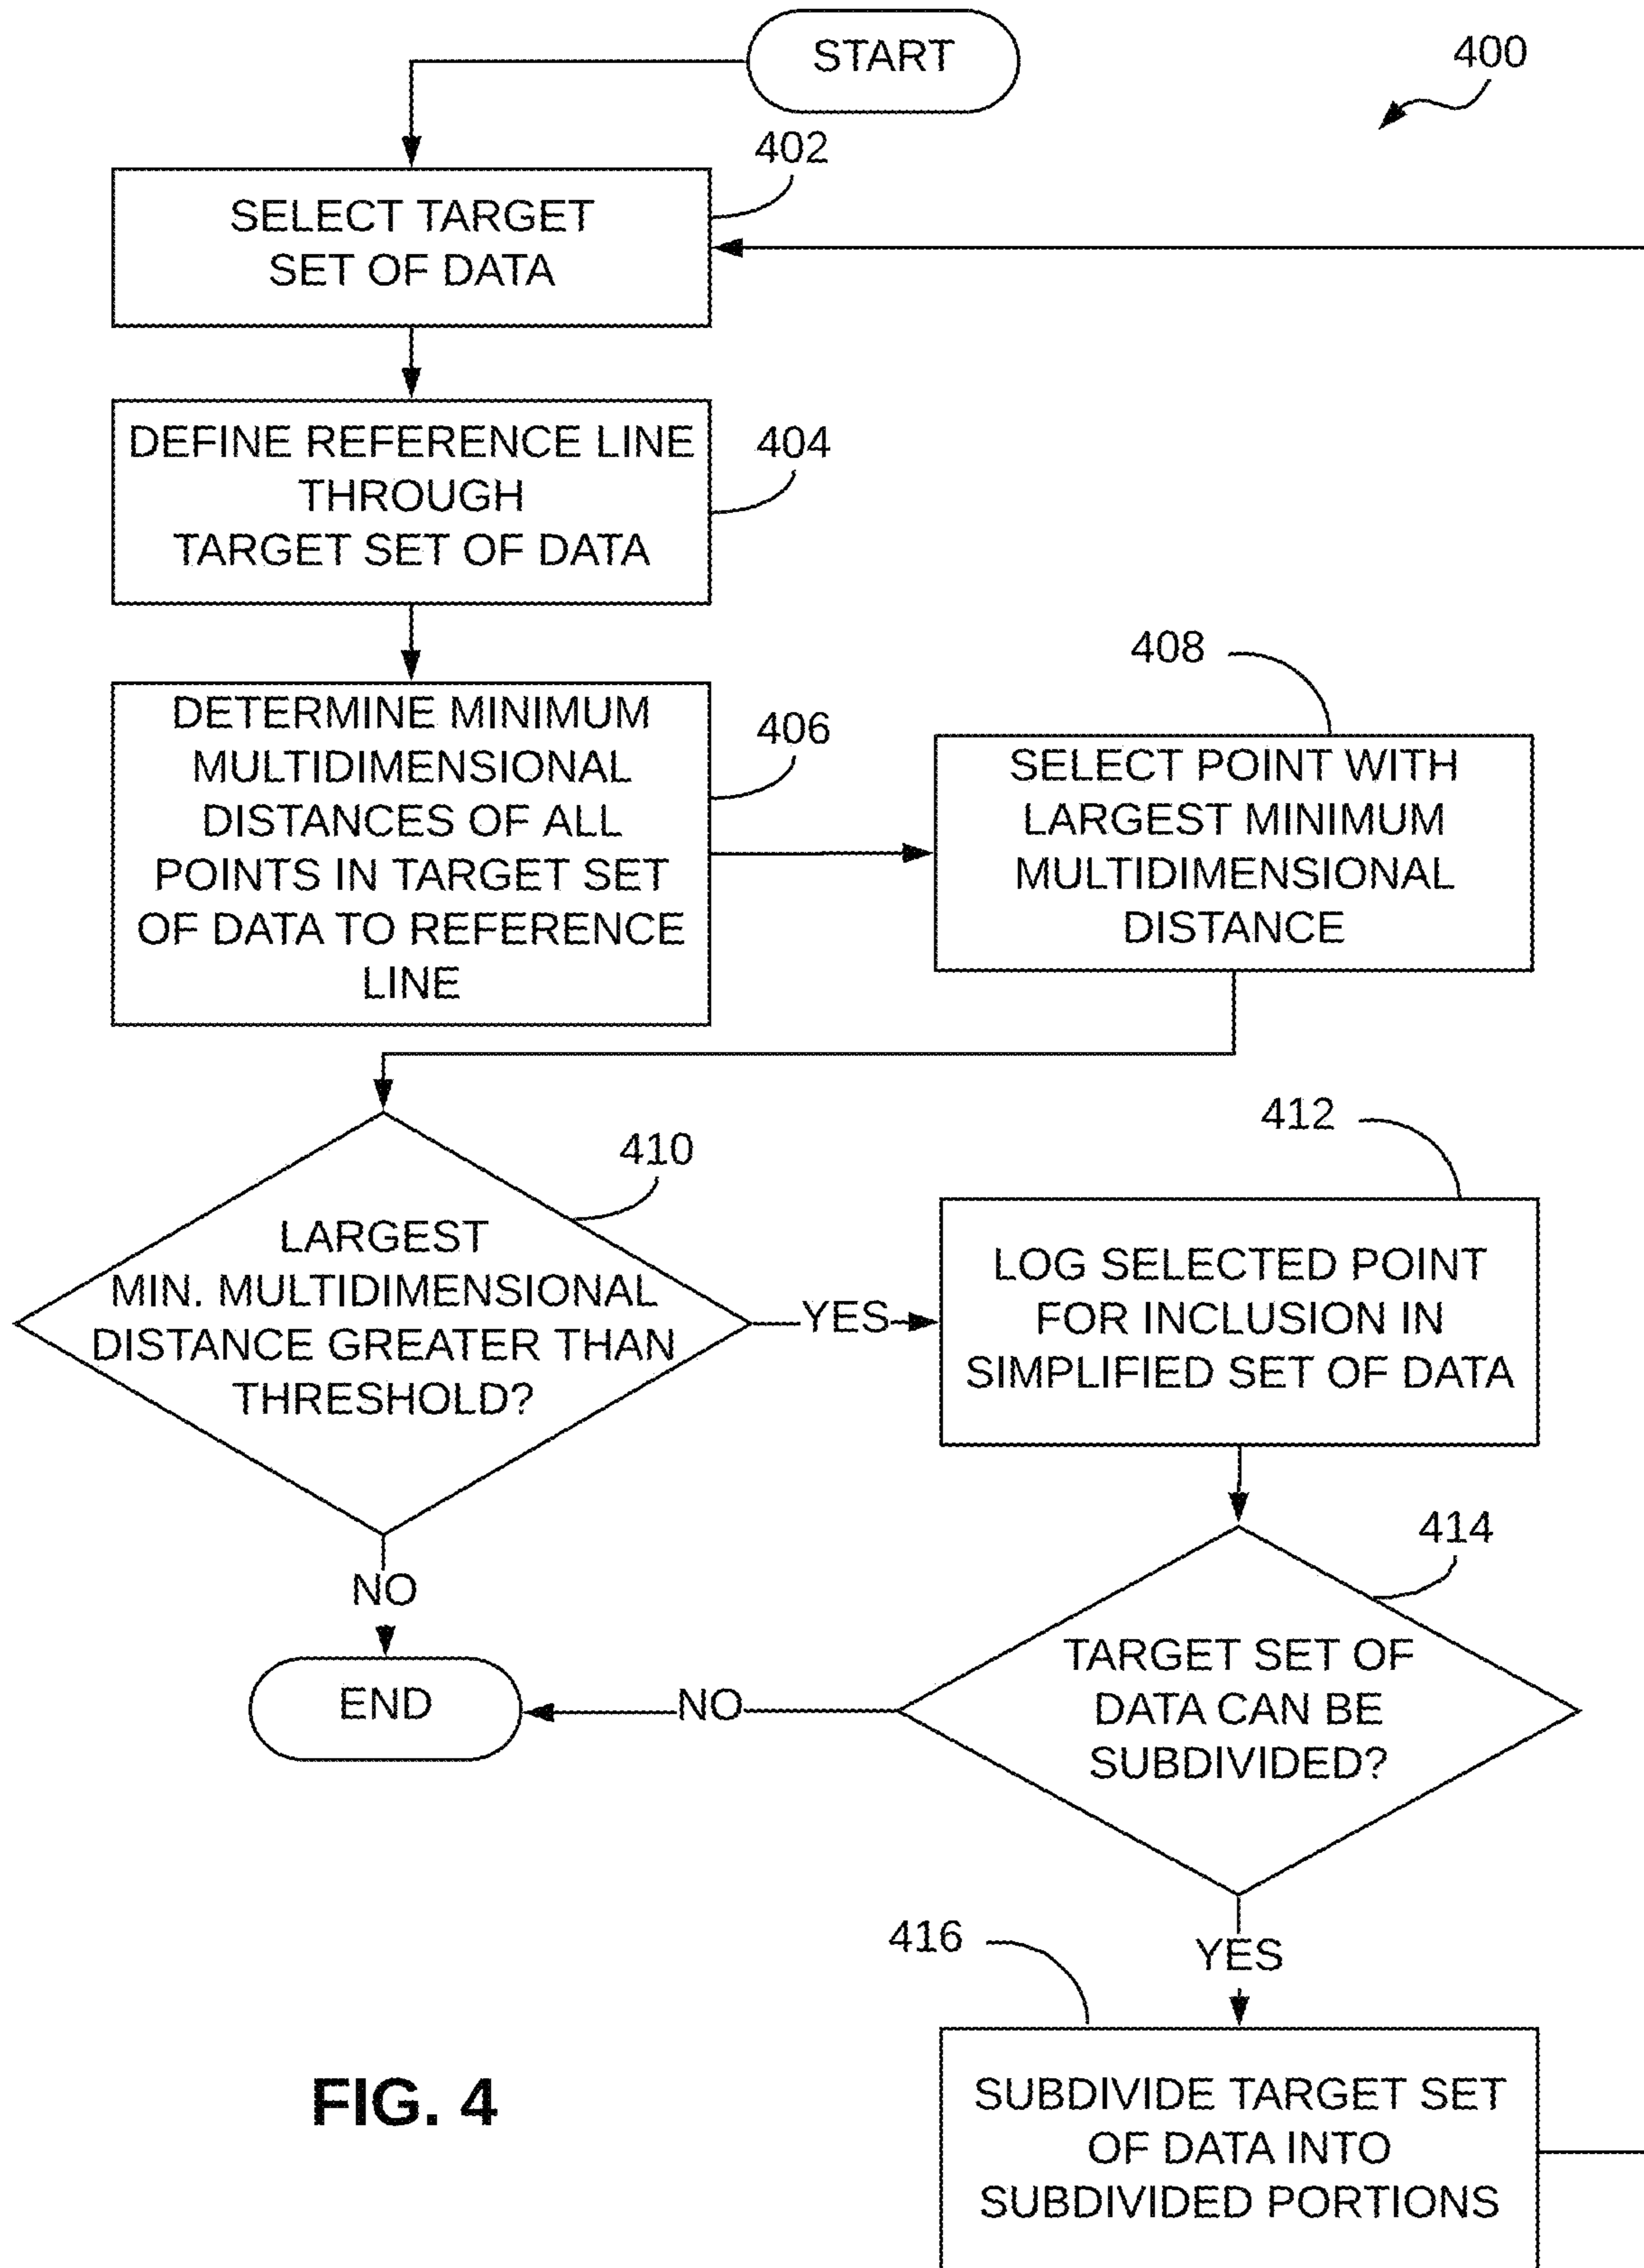 START
400
402
SELECT TARGET
SET OF DATA
DEFINE REFERENCE LINE
THROUGH
TARGET SET OF DATA
404
DETERMINE MINIMUM
MULTIDIMENSIONAL
DISTANCES OF ALL
POINTS IN TARGET SET
OF DATA TO REFERENCE
LINE
406
408
SELECT POINT WITH
LARGEST MINIMUM
MULTIDIMENSIONAL
DISTANCE
410
LARGEST
MIN. MULTIDIMENSIONAL
DISTANCE GREATER THAN
THRESHOLD?
YES
412
LOG SELECTED POINT
FOR INCLUSION IN
SIMPLIFIED SET OF DATA
NO
END
NO
414
TARGET SET OF
DATA CAN BE
SUBDIVIDED?
YES
416
SUBDIVIDE TARGET SET
OF DATA INTO
SUBDIVIDED PORTIONS
FIG. 4